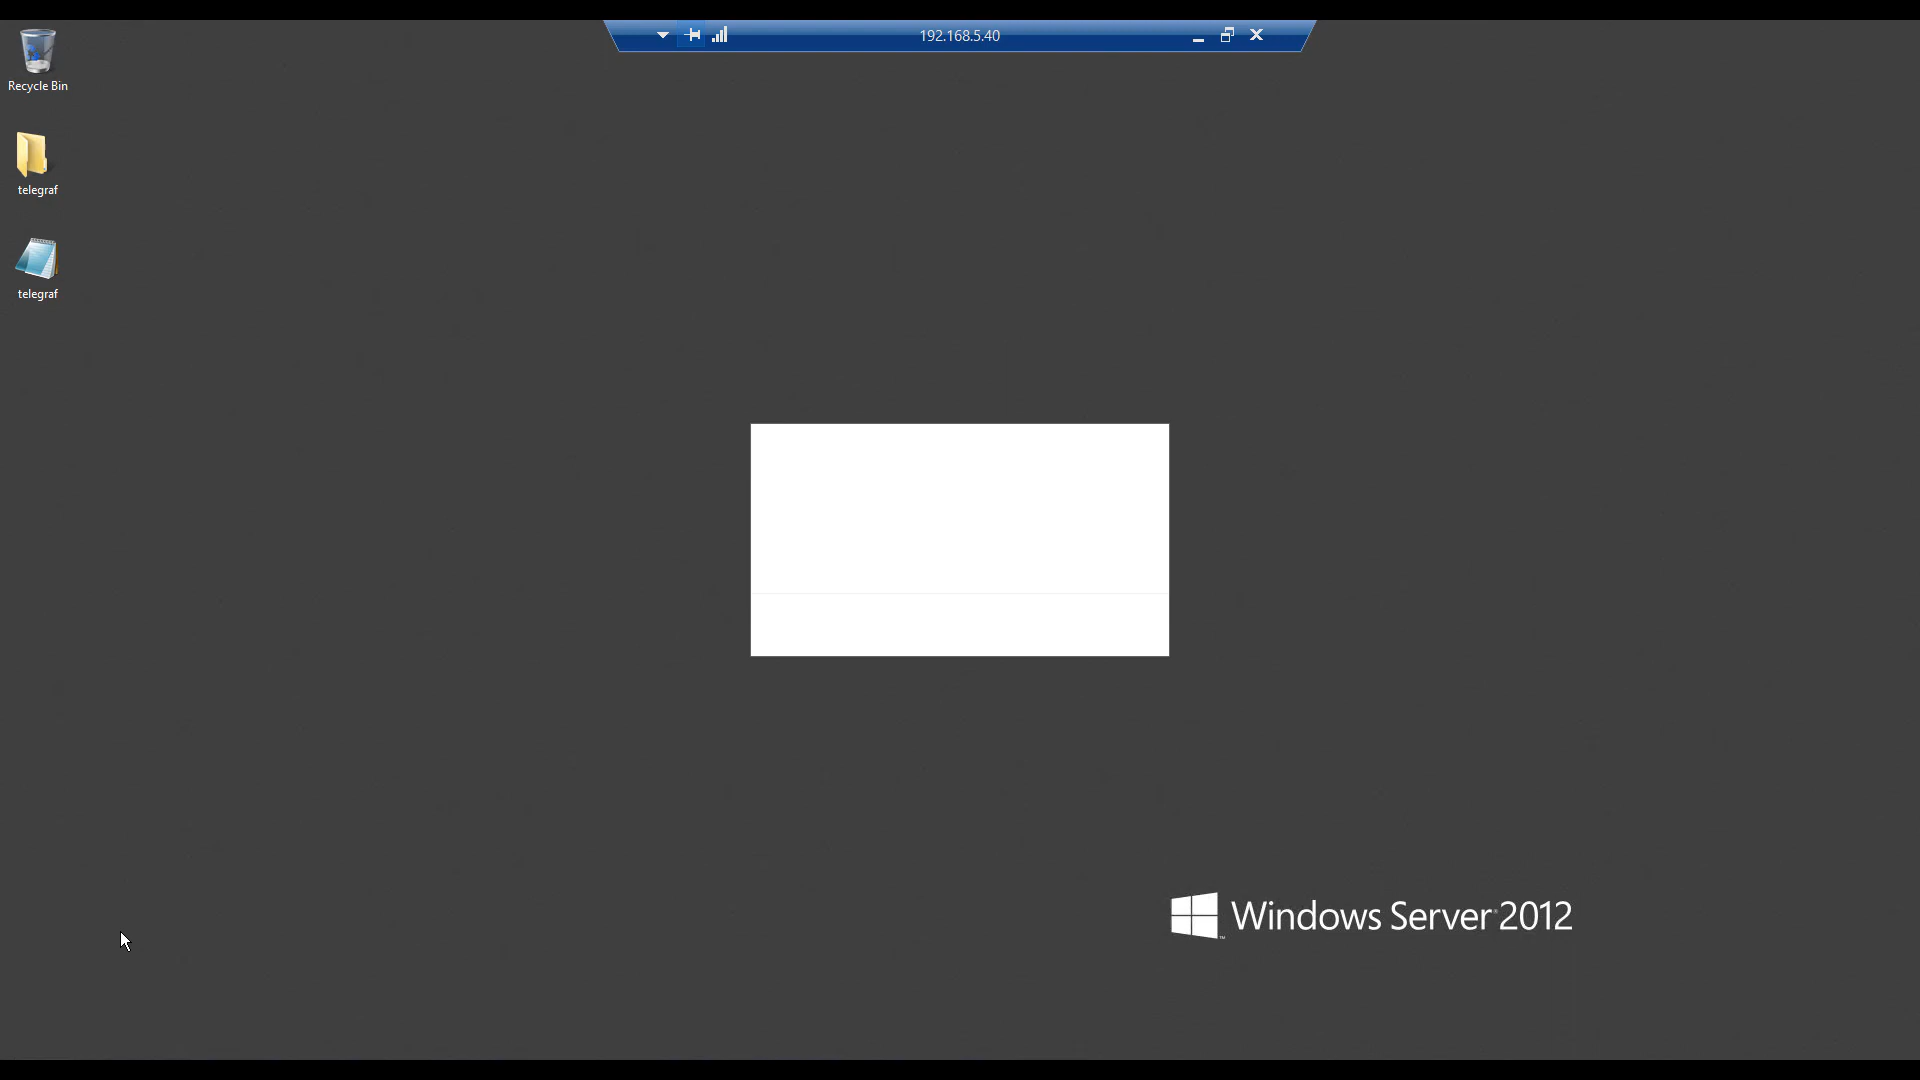 192.168.5.40
Recycle Bin
telegraf
telegraf
Windows Server 2012